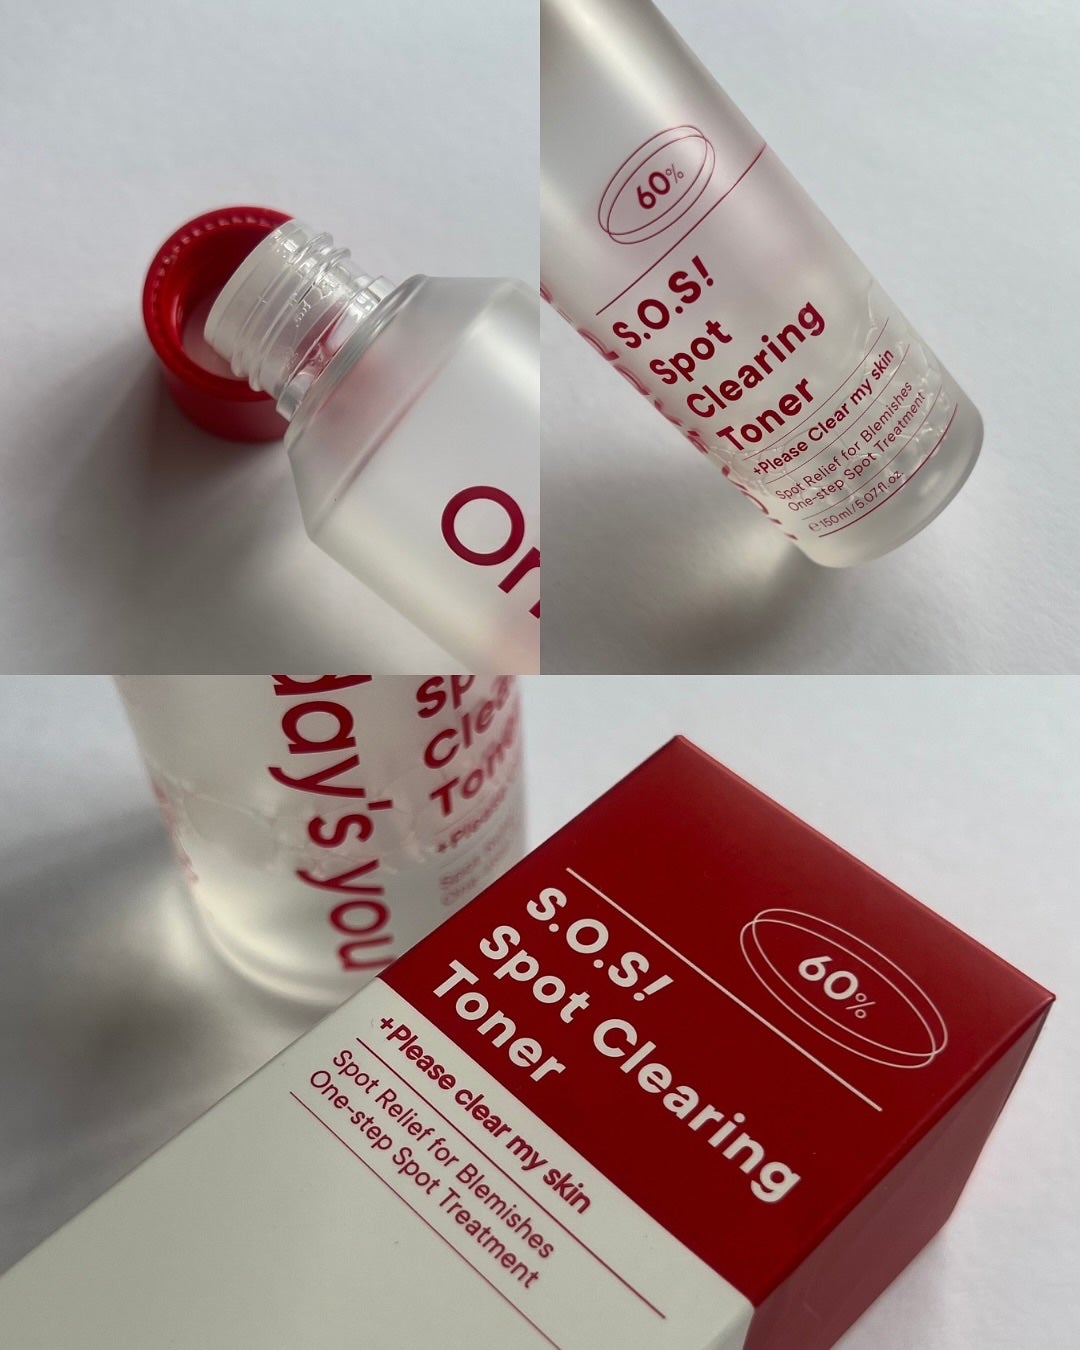 60%
S.O.S!
Spot
Clearing
Toner
+Please Clear my skin
Spot Relief for Blemishes
One-step Spot Treatment
℮150ml/5.07fl.oz.
day's you
Toner
S.O.S!
Spot Clearing
Toner
60%
+Please clear my skin
Spot Relief for Blemishes
One-step Spot Treatment